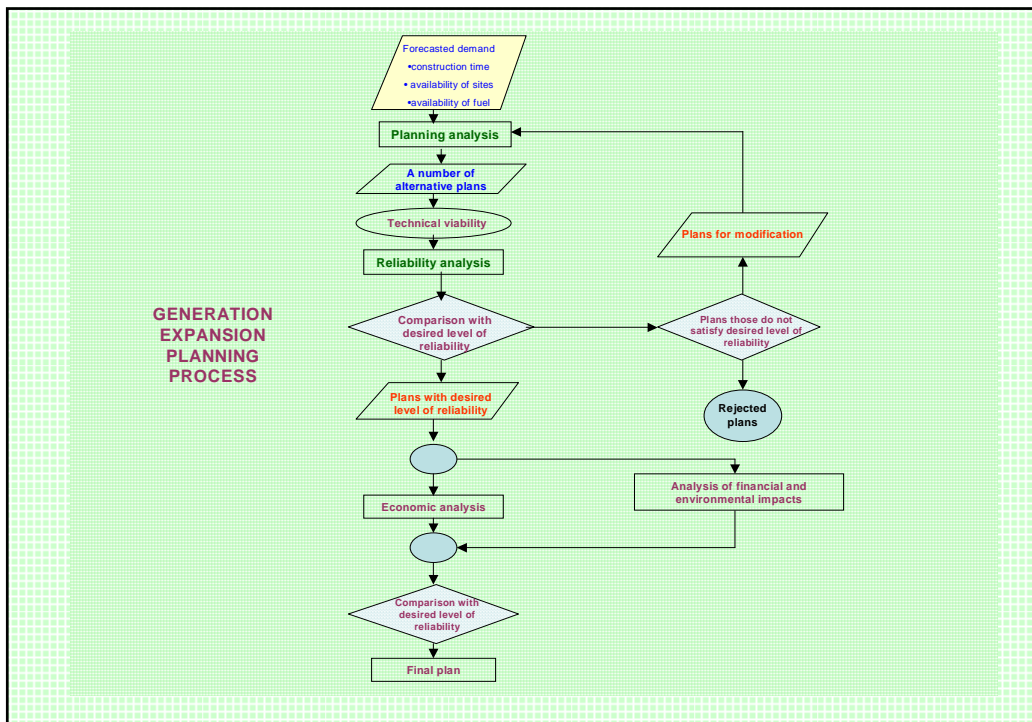 Forecasted demand
•construction time
• availability of sites
•availability of fuel
Planning analysis
A number of
alternative plans
Technical viability
Plans for modification
Reliability analysis
GENERATION
EXPANSION
PLANNING
PROCESS
Comparison with
desired level of
reliability
Plans those do not
satisfy desired level of
reliability
Plans with desired
level of reliability
Rejected
plans
Analysis of financial and
environmental impacts
Economic analysis
Comparison with
desired level of
reliability
Final plan